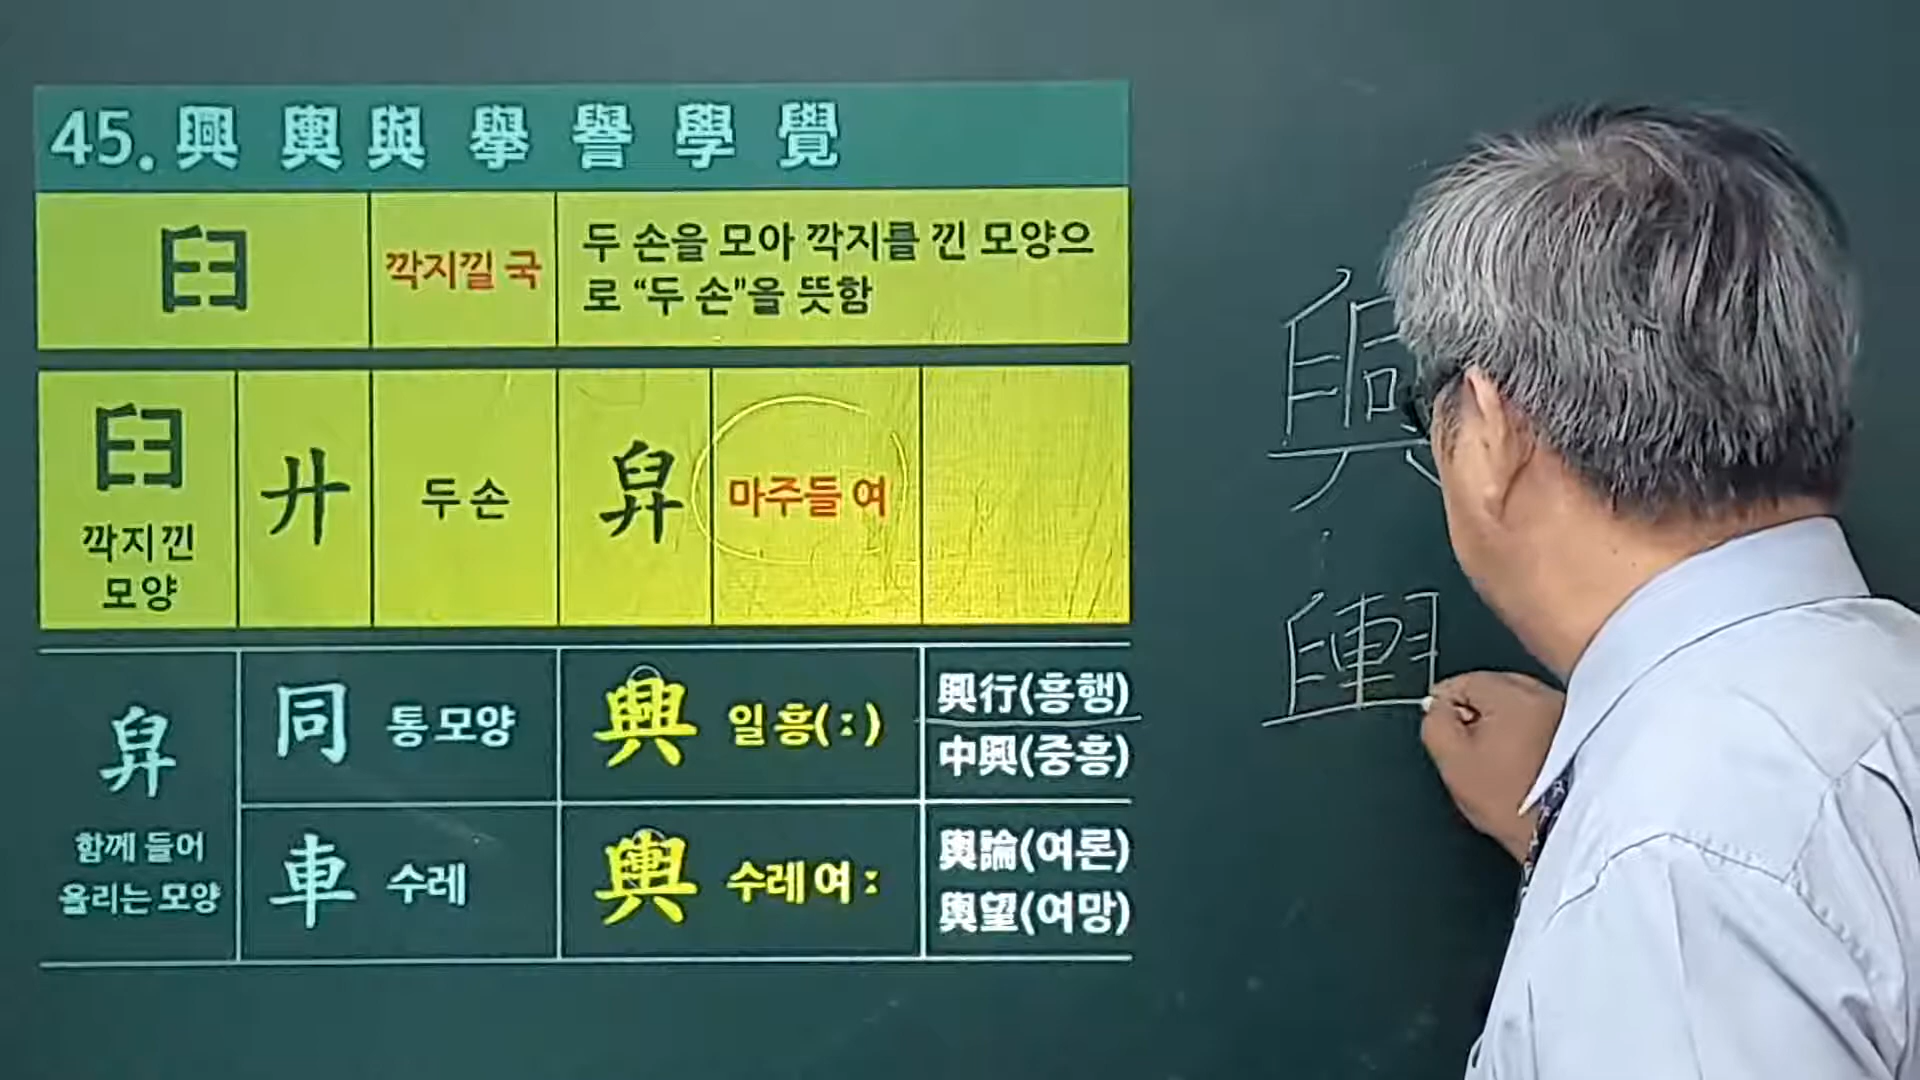 45. 興 輿 與 擧 譽 學 覺
𦥑 깍지낄 국 두 손을 모아 깍지를 낀 모양으
로 “두 손”을 뜻함
𦥑 깍지낀 모양 廾 두 손 舁 마주들 여
舁 함께 들어 올리는 모양
同 통 모양 興 일 흥(:) 興行(흥행)
中興(중흥)
車 수레 輿 수레 여 : 輿論(여론)
輿望(여망)
興
輿